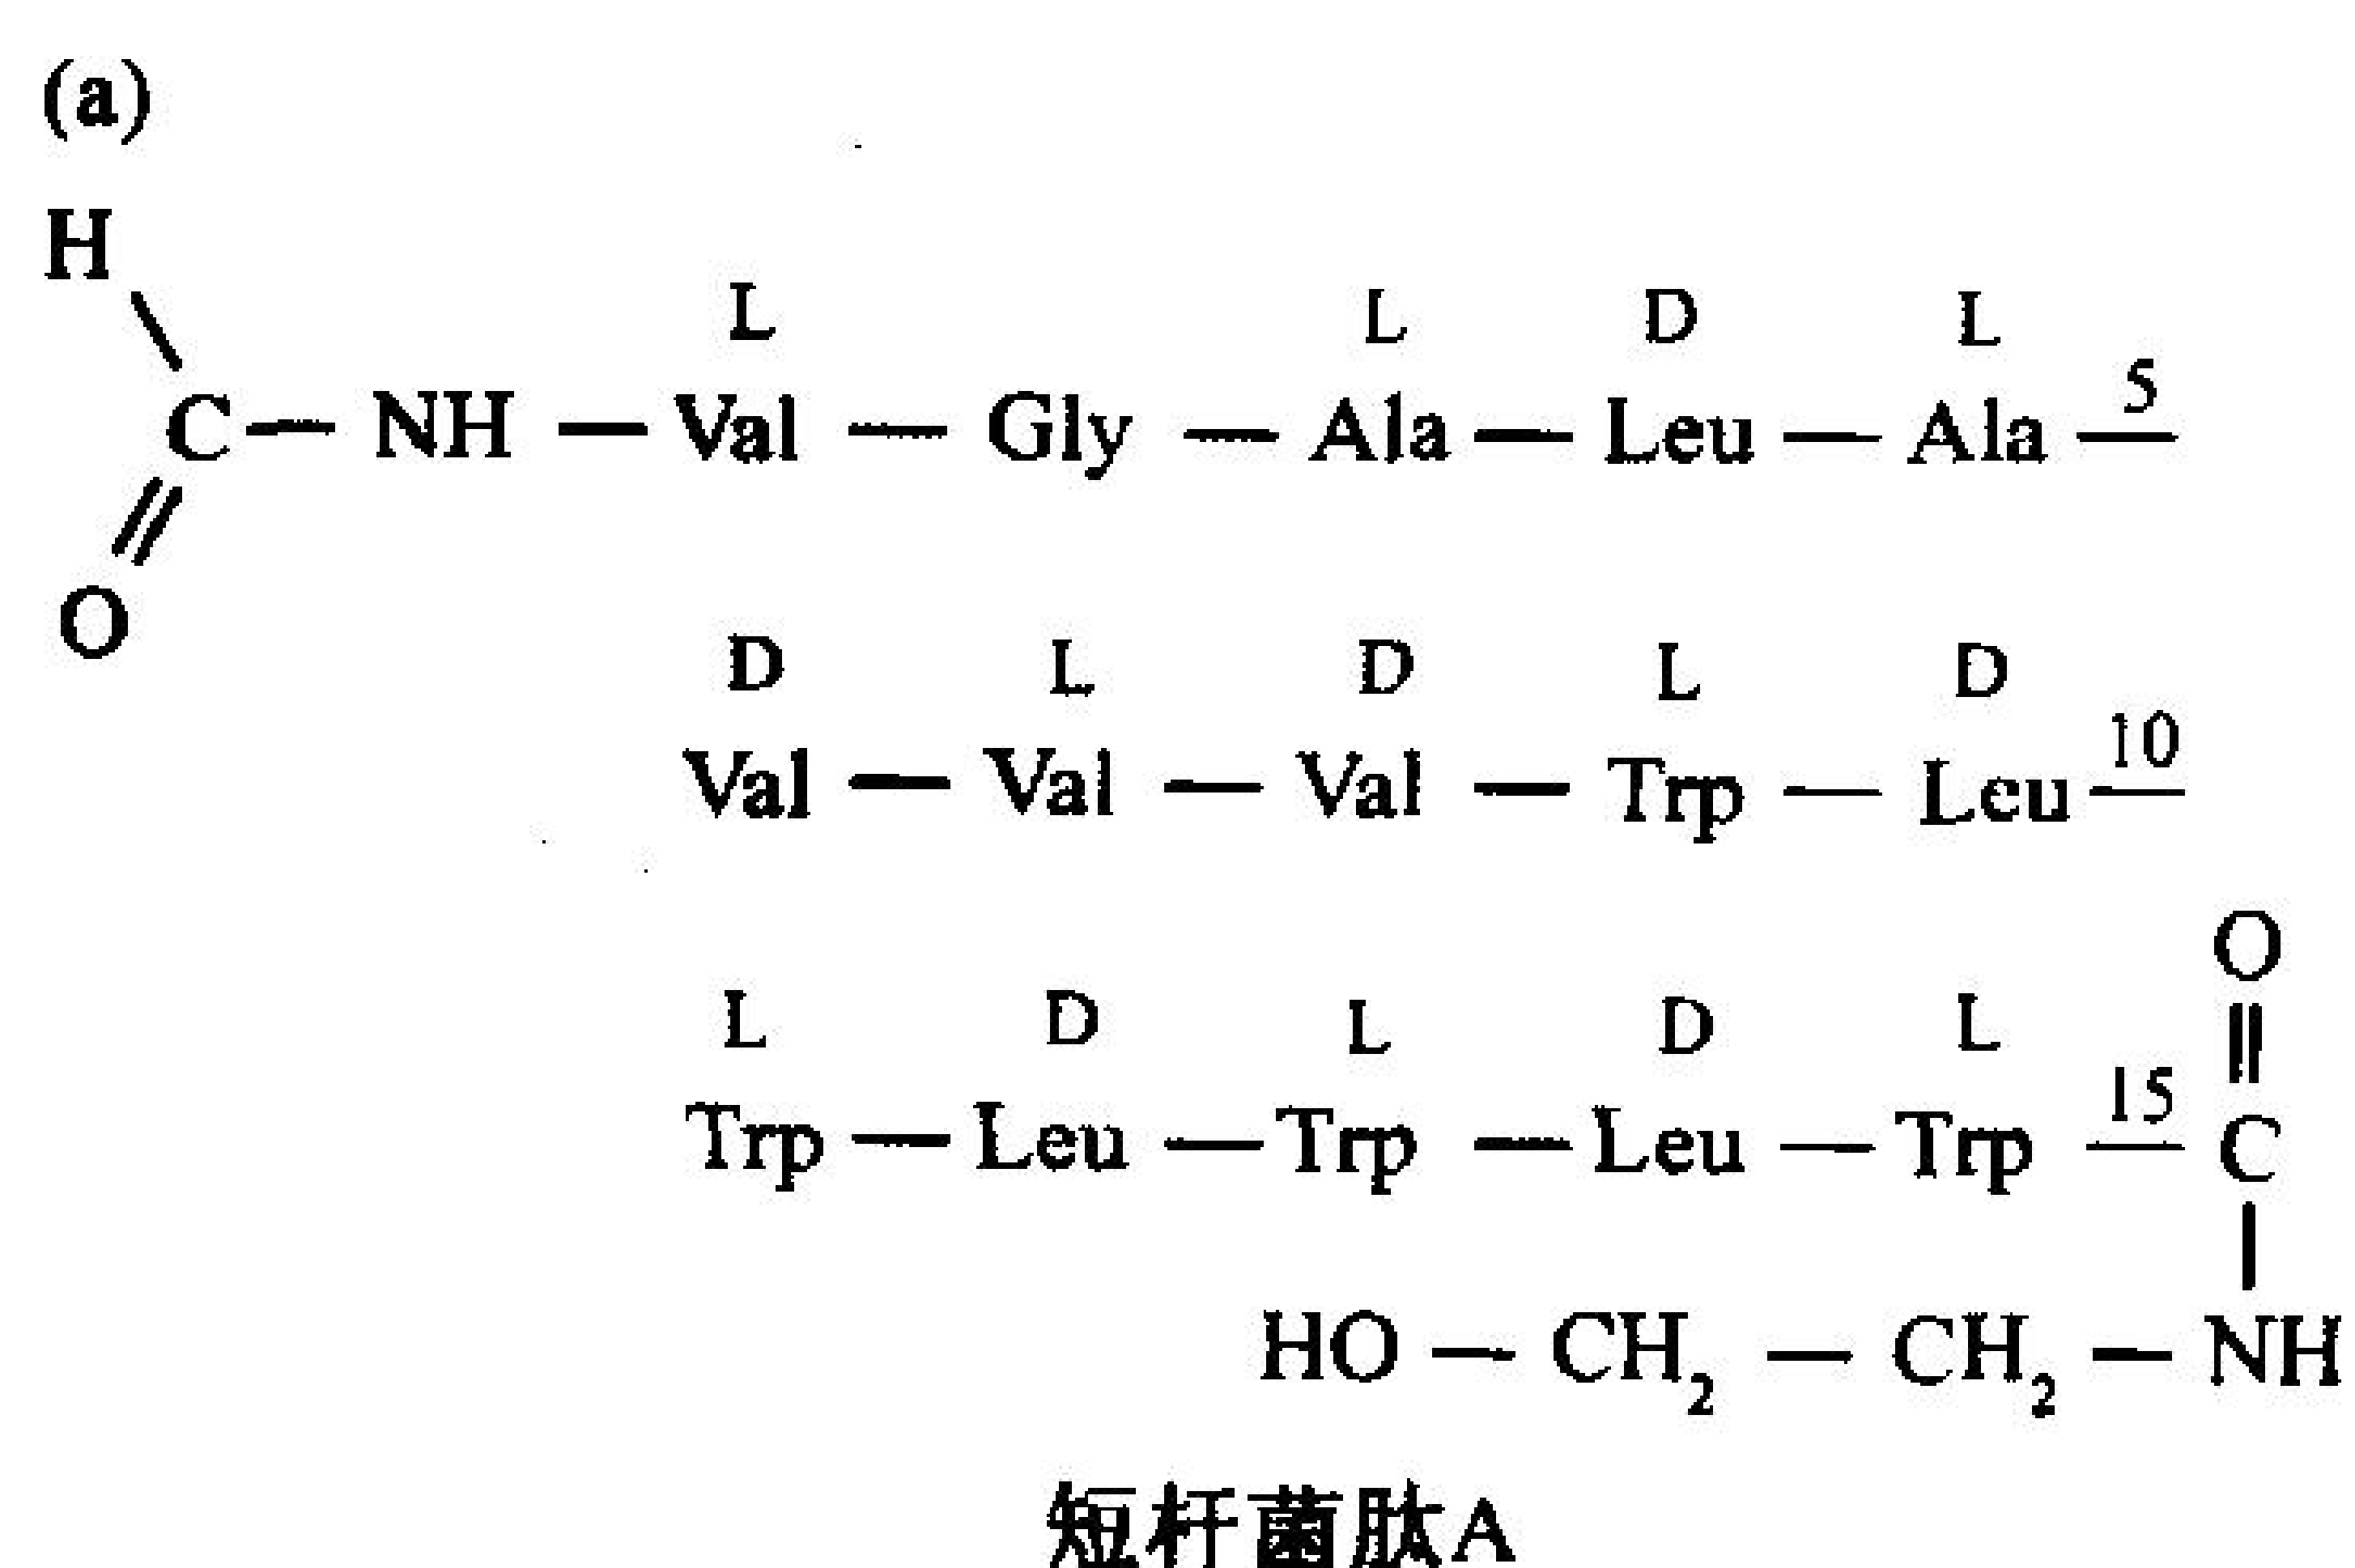 (a)
H
L L D L
C — NH — Val — Gly — Ala — Leu — Ala —5
O
D L D L D
Val — Val — Val — Trp — Leu —10
O
L D L D L
Trp — Leu — Trp — Leu — Trp —15 C
HO — CH₂ — CH₂ — NH
短杆菌肽A